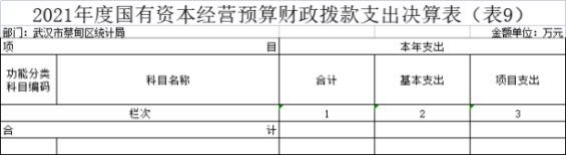 2021年度国有资本经营预算财政拨款支出决算表（表9）
部门：武汉市蔡甸区统计局 金额单位：万元
项 目 本年支出
功能分类科目编码 科目名称 合计 基本支出 项目支出
栏次 1 2 3
合 计